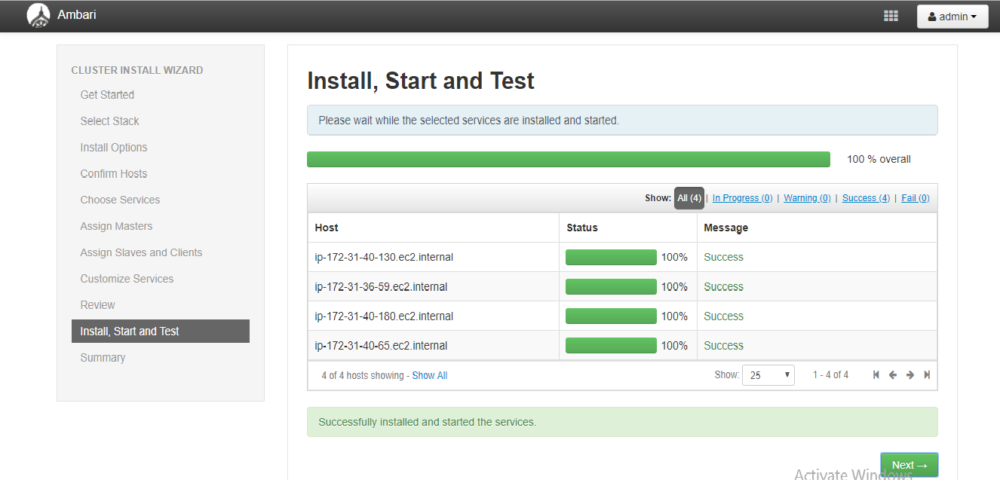 Ambari
admin
CLUSTER INSTALL WIZARD
Get Started
Select Stack
Install Options
Confirm Hosts
Choose Services
Assign Masters
Assign Slaves and Clients
Customize Services
Review
Install, Start and Test
Summary
Install, Start and Test
Please wait while the selected services are installed and started.
100 % overall
Show: All (4) | In Progress (0) | Warning (0) | Success (4) | Fail (0)
Host Status Message
ip-172-31-40-130.ec2.internal 100% Success
ip-172-31-36-59.ec2.internal 100% Success
ip-172-31-40-180.ec2.internal 100% Success
ip-172-31-40-65.ec2.internal 100% Success
4 of 4 hosts showing - Show All Show: 25 1 - 4 of 4
Successfully installed and started the services.
Next →
Activate Windows